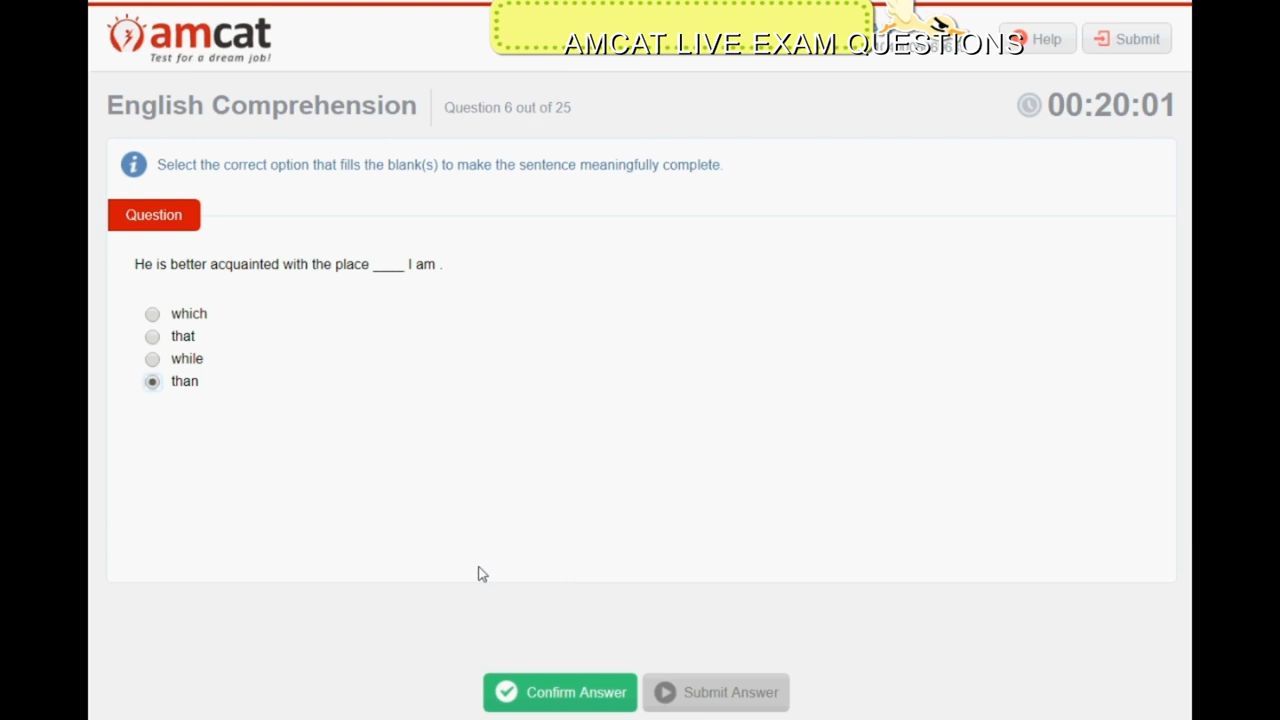 amcat
Test for a dream job!
AMCAT LIVE EXAM QUESTIONS
Help
Submit
English Comprehension
Question 6 out of 25
00:20:01
i
Select the correct option that fills the blank(s) to make the sentence meaningfully complete.
Question
He is better acquainted with the place ____ I am .
which
that
while
than
Confirm Answer
Submit Answer